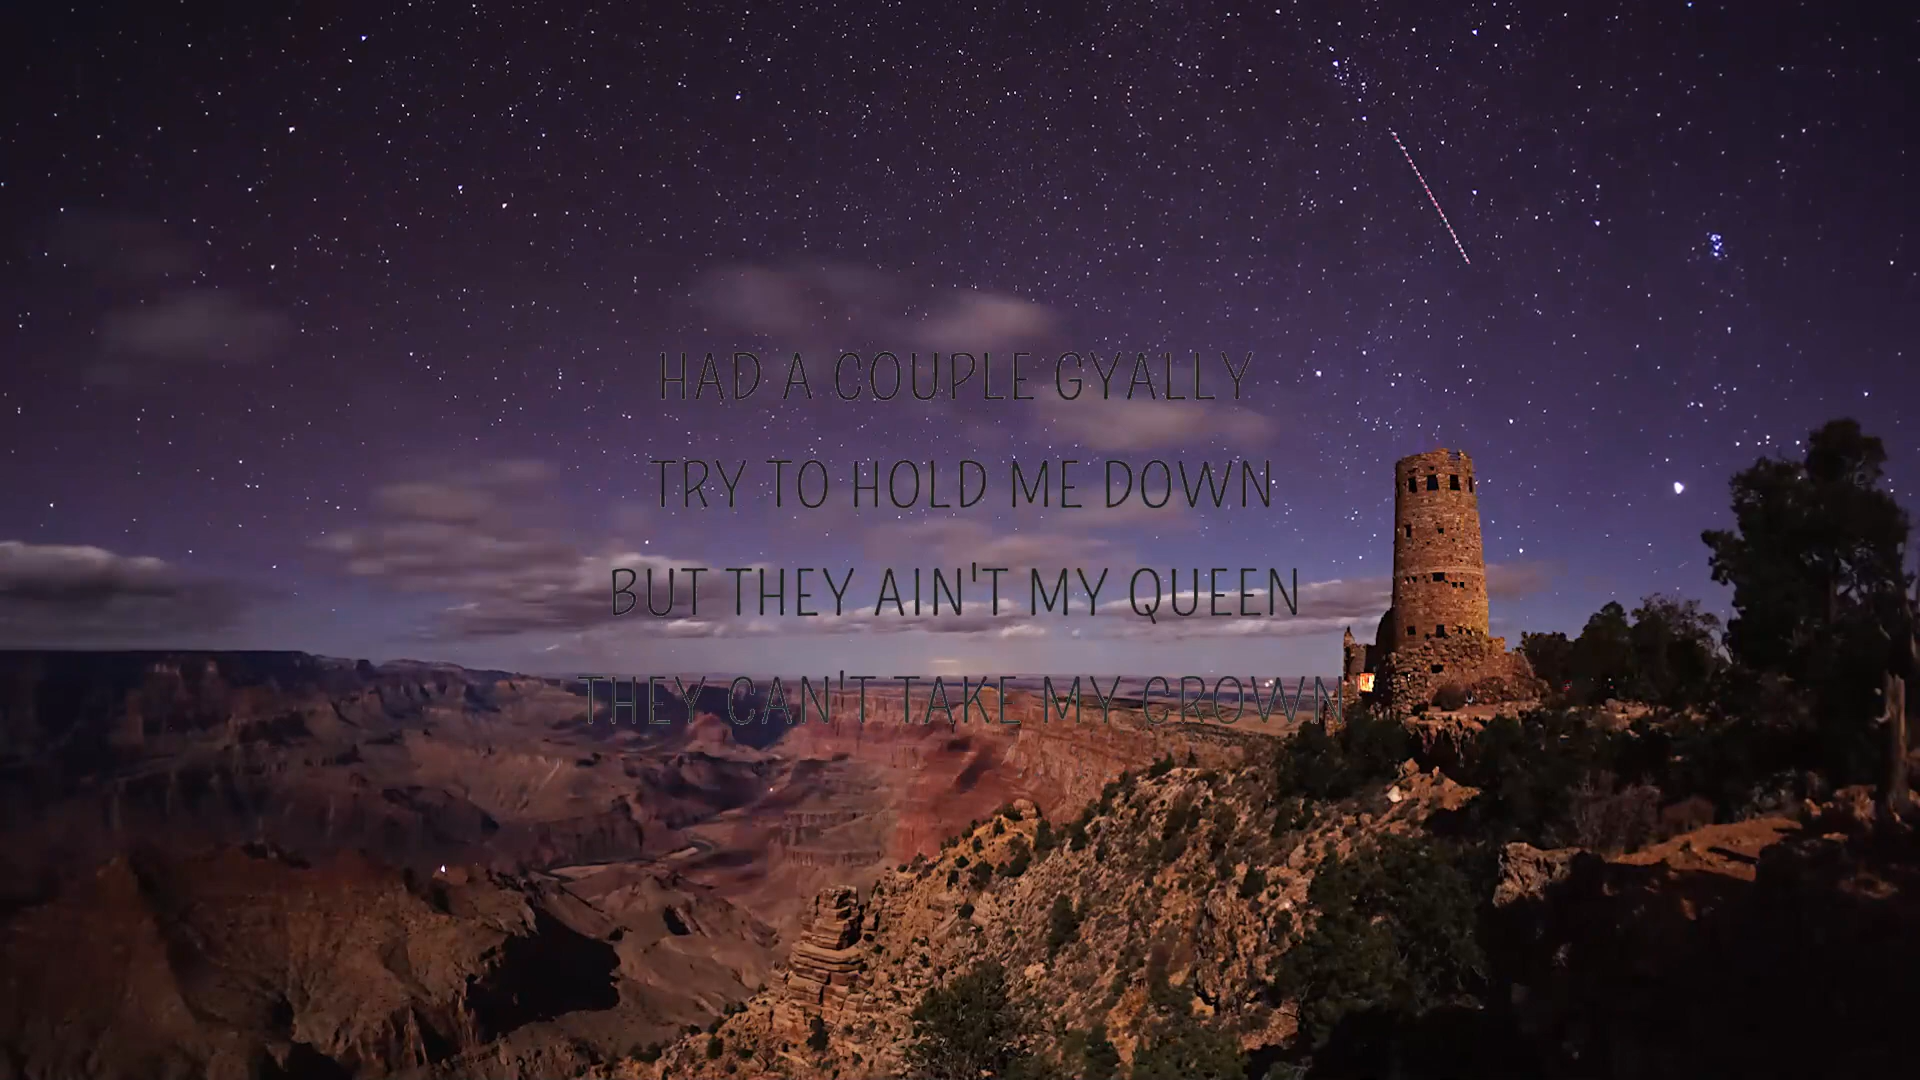 HAD A COUPLE GYALLY
TRY TO HOLD ME DOWN
BUT THEY AIN'T MY QUEEN
THEY CAN'T TAKE MY CROWN